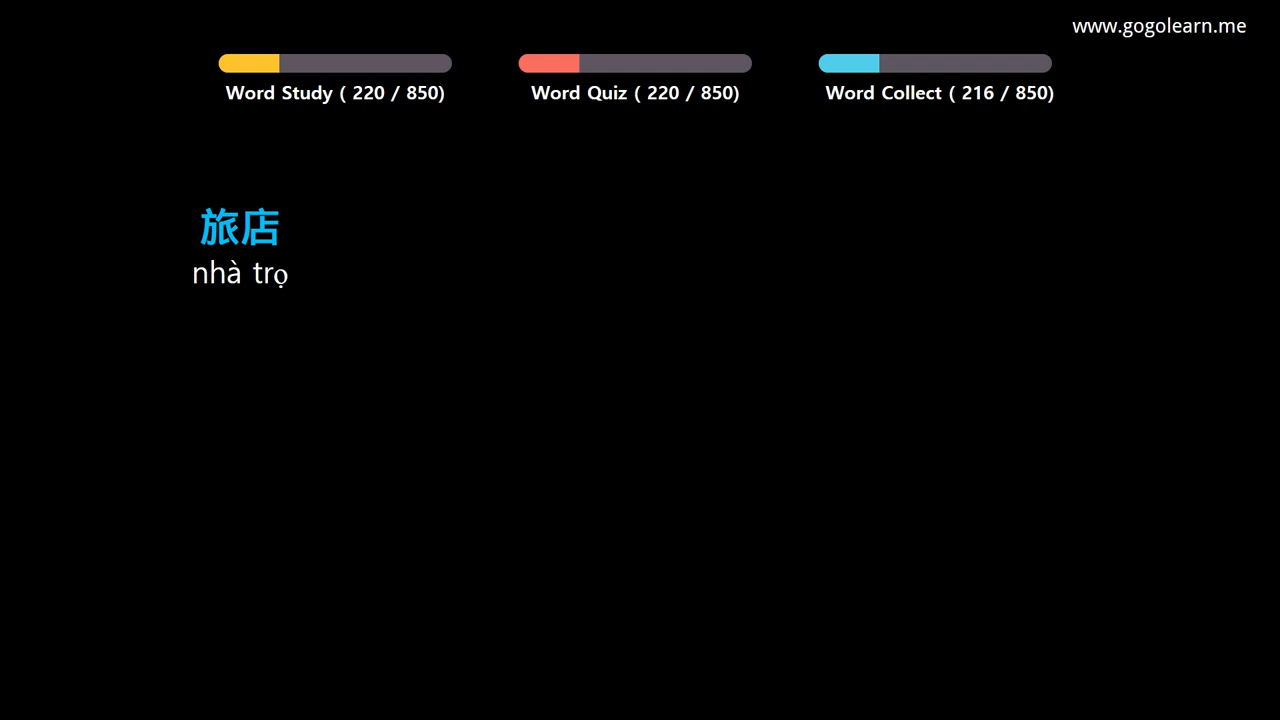 www.gogolearn.me
Word Study ( 220 / 850)
Word Quiz ( 220 / 850)
Word Collect ( 216 / 850)
旅店
nhà trọ